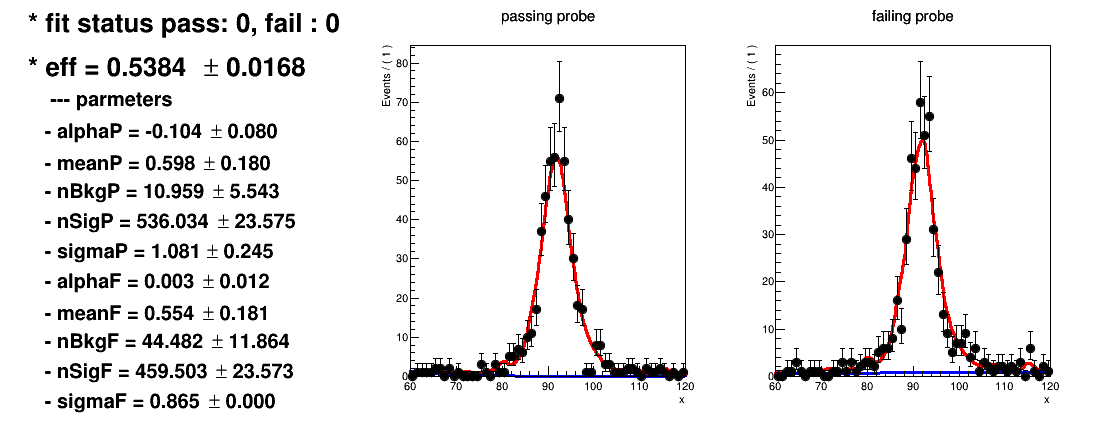 * fit status pass: 0, fail : 0
* eff = 0.5384 ± 0.0168
--- parmeters
- alphaP = -0.104 ± 0.080
- meanP = 0.598 ± 0.180
- nBkgP = 10.959 ± 5.543
- nSigP = 536.034 ± 23.575
- sigmaP = 1.081 ± 0.245
- alphaF = 0.003 ± 0.012
- meanF = 0.554 ± 0.181
- nBkgF = 44.482 ± 11.864
- nSigF = 459.503 ± 23.573
- sigmaF = 0.865 ± 0.000
passing probe
Events / ( 1 )
80
70
60
50
40
30
20
10
0
60 70 80 90 100 110 120
x
failing probe
Events / ( 1 )
60
50
40
30
20
10
0
60 70 80 90 100 110 120
x